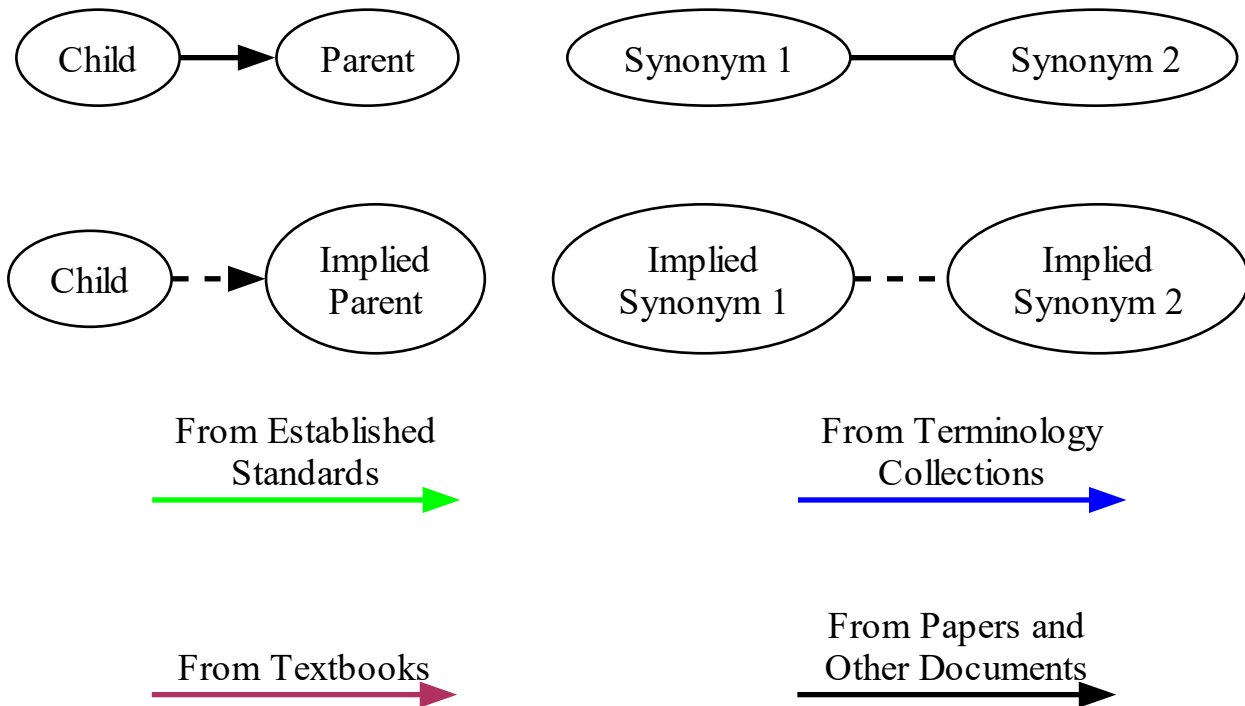 Child
Parent
Synonym 1
Synonym 2
Child
Implied
Parent
Implied
Synonym 1
Implied
Synonym 2
From Established
Standards
From Terminology
Collections
From Textbooks
From Papers and
Other Documents